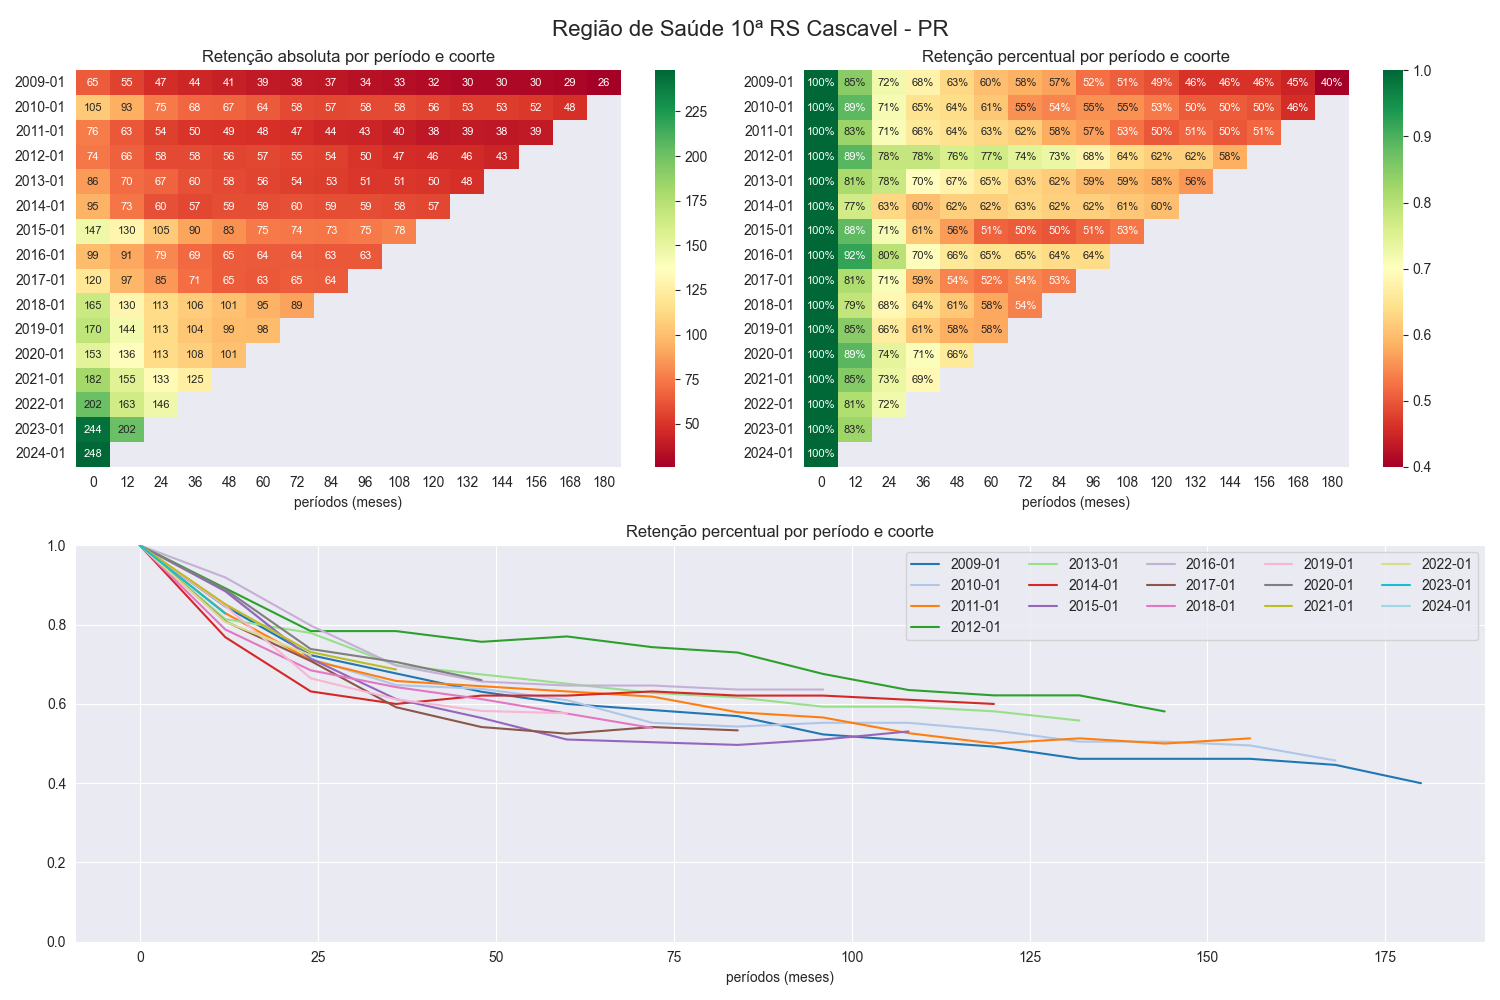 Região de Saúde 10ª RS Cascavel - PR
Retenção absoluta por período e coorte
2009-01 65 55 47 44 41 39 38 37 34 33 32 30 30 30 29 26
2010-01 105 93 75 68 67 64 58 57 58 58 56 53 53 52 48
2011-01 76 63 54 50 49 48 47 44 43 40 38 39 38 39
2012-01 74 66 58 58 56 57 55 54 50 47 46 46 43
2013-01 86 70 67 60 58 56 54 53 51 51 50 48
2014-01 95 73 60 57 59 59 60 59 59 58 57
2015-01 147 130 105 90 83 75 74 73 75 78
2016-01 99 91 79 69 65 64 64 63 63
2017-01 120 97 85 71 65 63 65 64
2018-01 165 130 113 106 101 95 89
2019-01 170 144 113 104 99 98
2020-01 153 136 113 108 101
2021-01 182 155 133 125
2022-01 202 163 146
2023-01 244 202
2024-01 248
0 12 24 36 48 60 72 84 96 108 120 132 144 156 168 180
períodos (meses)
225
200
175
150
125
100
75
50
Retenção percentual por período e coorte
2009-01 100% 85% 72% 68% 63% 60% 58% 57% 52% 51% 49% 46% 46% 46% 45% 40%
2010-01 100% 89% 71% 65% 64% 61% 55% 54% 55% 55% 53% 50% 50% 50% 46%
2011-01 100% 83% 71% 66% 64% 63% 62% 58% 57% 53% 50% 51% 50% 51%
2012-01 100% 89% 78% 78% 76% 77% 74% 73% 68% 64% 62% 62% 58%
2013-01 100% 81% 78% 70% 67% 65% 63% 62% 59% 59% 58% 56%
2014-01 100% 77% 63% 60% 62% 62% 63% 62% 62% 61% 60%
2015-01 100% 88% 71% 61% 56% 51% 50% 50% 51% 53%
2016-01 100% 92% 80% 70% 66% 65% 65% 64% 64%
2017-01 100% 81% 71% 59% 54% 52% 54% 53%
2018-01 100% 79% 68% 64% 61% 58% 54%
2019-01 100% 85% 66% 61% 58% 58%
2020-01 100% 89% 74% 71% 66%
2021-01 100% 85% 73% 69%
2022-01 100% 81% 72%
2023-01 100% 83%
2024-01 100%
0 12 24 36 48 60 72 84 96 108 120 132 144 156 168 180
períodos (meses)
1.0
0.9
0.8
0.7
0.6
0.5
0.4
Retenção percentual por período e coorte
1.0
0.8
0.6
0.4
0.2
0.0
2009-01 2013-01 2016-01 2019-01 2022-01
2010-01 2014-01 2017-01 2020-01 2023-01
2011-01 2015-01 2018-01 2021-01 2024-01
2012-01
0 25 50 75 100 125 150 175
períodos (meses)